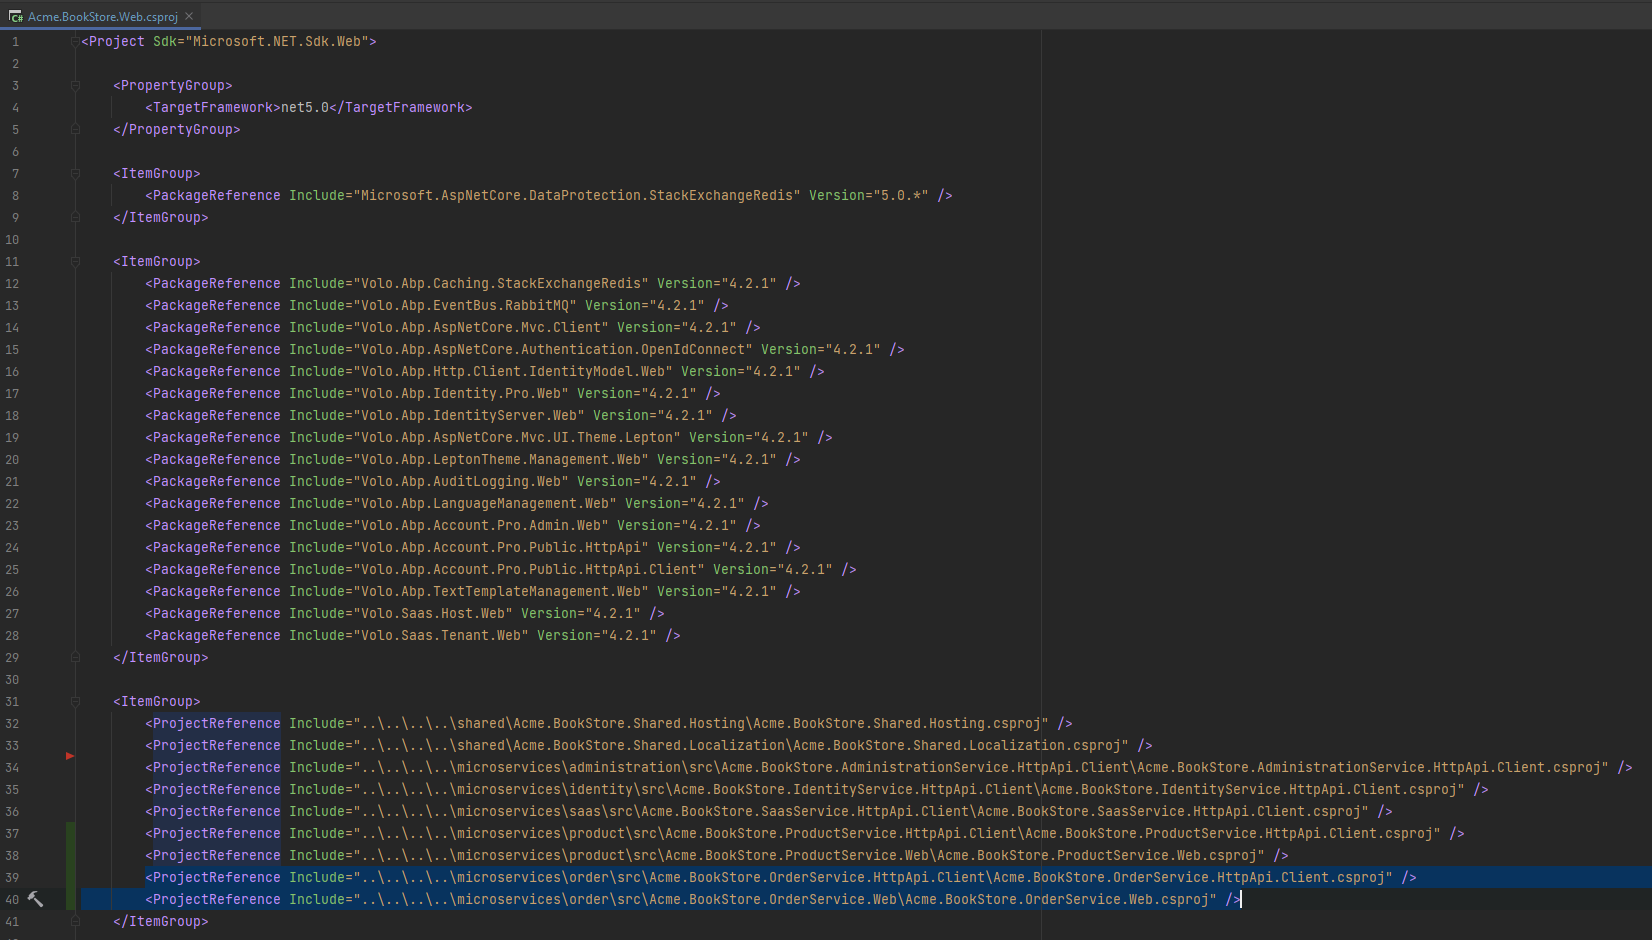 C# Acme.BookStore.Web.csproj ×
1 <Project Sdk="Microsoft.NET.Sdk.Web">
2
3 <PropertyGroup>
4 <TargetFramework>net5.0</TargetFramework>
5 </PropertyGroup>
6
7 <ItemGroup>
8 <PackageReference Include="Microsoft.AspNetCore.DataProtection.StackExchangeRedis" Version="5.0.*" />
9 </ItemGroup>
10
11 <ItemGroup>
12 <PackageReference Include="Volo.Abp.Caching.StackExchangeRedis" Version="4.2.1" />
13 <PackageReference Include="Volo.Abp.EventBus.RabbitMQ" Version="4.2.1" />
14 <PackageReference Include="Volo.Abp.AspNetCore.Mvc.Client" Version="4.2.1" />
15 <PackageReference Include="Volo.Abp.AspNetCore.Authentication.OpenIdConnect" Version="4.2.1" />
16 <PackageReference Include="Volo.Abp.Http.Client.IdentityModel.Web" Version="4.2.1" />
17 <PackageReference Include="Volo.Abp.Identity.Pro.Web" Version="4.2.1" />
18 <PackageReference Include="Volo.Abp.IdentityServer.Web" Version="4.2.1" />
19 <PackageReference Include="Volo.Abp.AspNetCore.Mvc.UI.Theme.Lepton" Version="4.2.1" />
20 <PackageReference Include="Volo.Abp.LeptonTheme.Management.Web" Version="4.2.1" />
21 <PackageReference Include="Volo.Abp.AuditLogging.Web" Version="4.2.1" />
22 <PackageReference Include="Volo.Abp.LanguageManagement.Web" Version="4.2.1" />
23 <PackageReference Include="Volo.Abp.Account.Pro.Admin.Web" Version="4.2.1" />
24 <PackageReference Include="Volo.Abp.Account.Pro.Public.HttpApi" Version="4.2.1" />
25 <PackageReference Include="Volo.Abp.Account.Pro.Public.HttpApi.Client" Version="4.2.1" />
26 <PackageReference Include="Volo.Abp.TextTemplateManagement.Web" Version="4.2.1" />
27 <PackageReference Include="Volo.Saas.Host.Web" Version="4.2.1" />
28 <PackageReference Include="Volo.Saas.Tenant.Web" Version="4.2.1" />
29 </ItemGroup>
30
31 <ItemGroup>
32 <ProjectReference Include="..\..\..\..\shared\Acme.BookStore.Shared.Hosting\Acme.BookStore.Shared.Hosting.csproj" />
33 <ProjectReference Include="..\..\..\..\shared\Acme.BookStore.Shared.Localization\Acme.BookStore.Shared.Localization.csproj" />
34 <ProjectReference Include="..\..\..\..\microservices\administration\src\Acme.BookStore.AdministrationService.HttpApi.Client\Acme.BookStore.AdministrationService.HttpApi.Client.csproj" />
35 <ProjectReference Include="..\..\..\..\microservices\identity\src\Acme.BookStore.IdentityService.HttpApi.Client\Acme.BookStore.IdentityService.HttpApi.Client.csproj" />
36 <ProjectReference Include="..\..\..\..\microservices\saas\src\Acme.BookStore.SaasService.HttpApi.Client\Acme.BookStore.SaasService.HttpApi.Client.csproj" />
37 <ProjectReference Include="..\..\..\..\microservices\product\src\Acme.BookStore.ProductService.HttpApi.Client\Acme.BookStore.ProductService.HttpApi.Client.csproj" />
38 <ProjectReference Include="..\..\..\..\microservices\product\src\Acme.BookStore.ProductService.Web\Acme.BookStore.ProductService.Web.csproj" />
39 <ProjectReference Include="..\..\..\..\microservices\order\src\Acme.BookStore.OrderService.HttpApi.Client\Acme.BookStore.OrderService.HttpApi.Client.csproj" />
40 <ProjectReference Include="..\..\..\..\microservices\order\src\Acme.BookStore.OrderService.Web\Acme.BookStore.OrderService.Web.csproj" />
41 </ItemGroup>